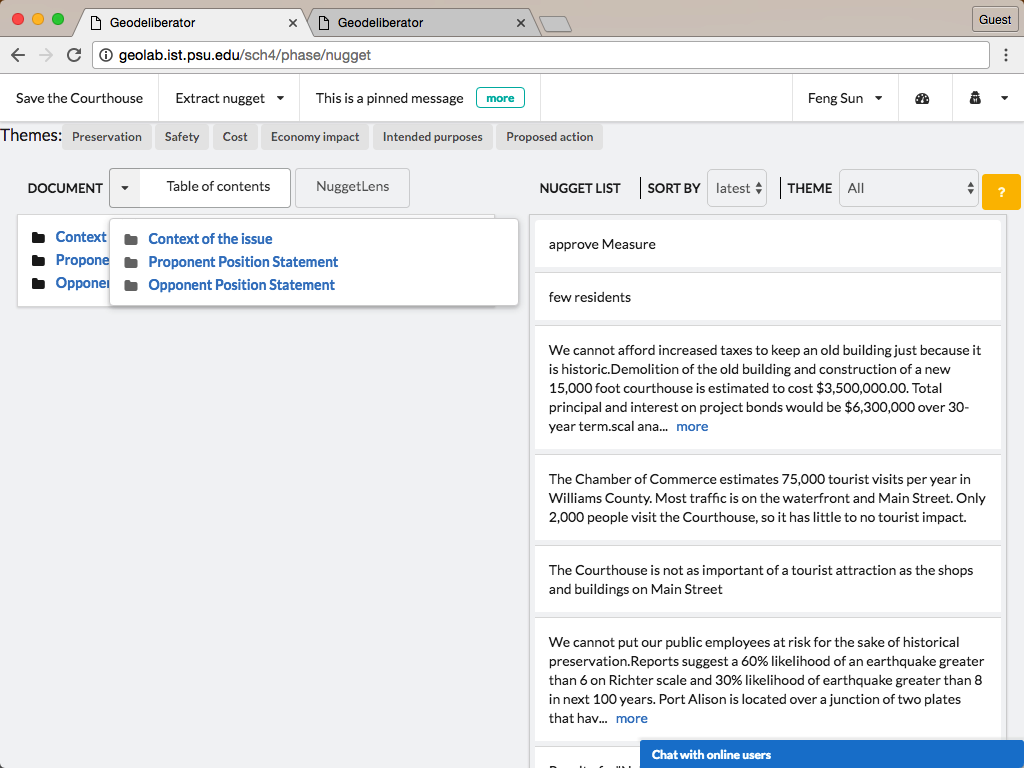 Geodeliberator
Geodeliberator
Guest
geolab.ist.psu.edu/sch4/phase/nugget
Save the Courthouse
Extract nugget
This is a pinned message
more
Feng Sun
Themes:
Preservation
Safety
Cost
Economy impact
Intended purposes
Proposed action
DOCUMENT
Table of contents
NuggetLens
NUGGET LIST
SORT BY
latest
THEME
All
?
Context
Propone
Context of the issue
Proponent Position Statement
Opponent Position Statement
approve Measure
few residents
We cannot afford increased taxes to keep an old building just because it
is historic.Demolition of the old building and construction of a new
15,000 foot courthouse is estimated to cost $3,500,000.00. Total
principal and interest on project bonds would be $6,300,000 over 30-
year term.scal ana... more
The Chamber of Commerce estimates 75,000 tourist visits per year in
Williams County. Most traffic is on the waterfront and Main Street. Only
2,000 people visit the Courthouse, so it has little to no tourist impact.
The Courthouse is not as important of a tourist attraction as the shops
and buildings on Main Street
We cannot put our public employees at risk for the sake of historical
preservation.Reports suggest a 60% likelihood of an earthquake greater
than 6 on Richter scale and 30% likelihood of earthquake greater than 8
in next 100 years. Port Alison is located over a junction of two plates
that hav... more
Chat with online users